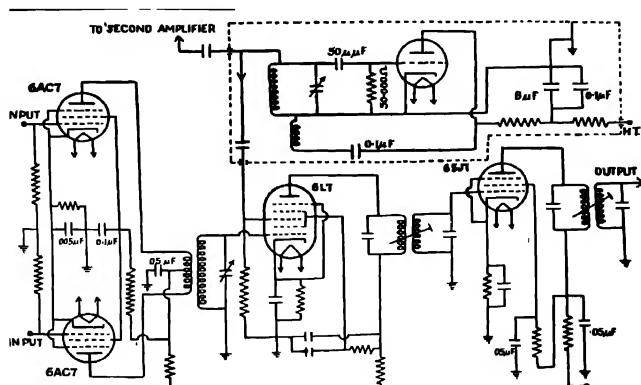 TO SECOND AMPLIFIER
50µµF
50·000Ω
8µF
0·1µF
0·1µF
H.T.
6AC7
INPUT
6L7
6SJ7
OUTPUT
·005µF
0·1µF
·05µF
INPUT
6AC7
·05µF
·05µF